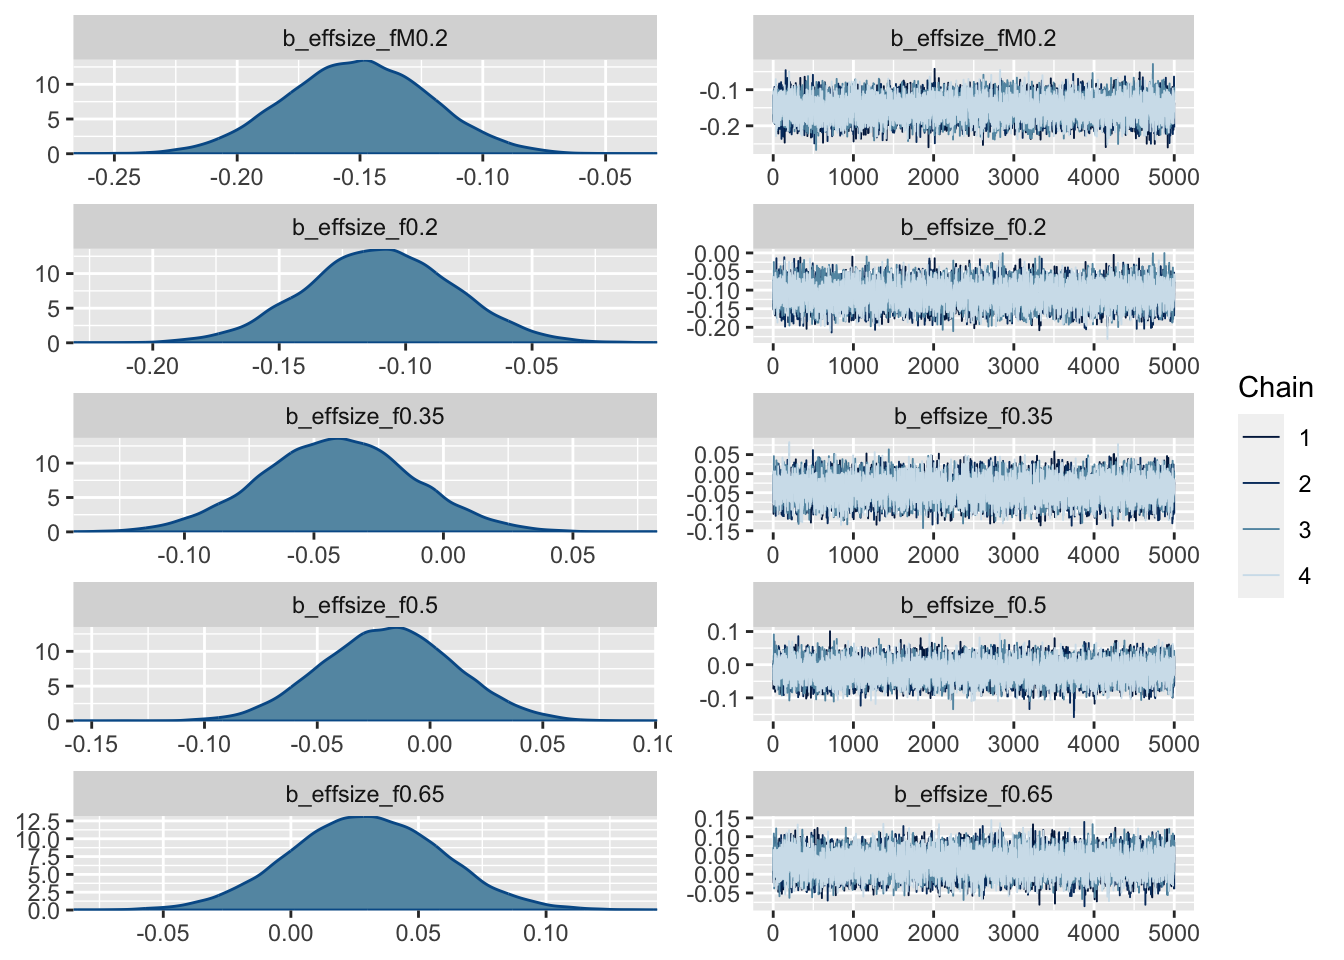 b_effsize_fM0.2
10
5
0
-0.25 -0.20 -0.15 -0.10 -0.05
b_effsize_fM0.2
-0.1
-0.2
0 1000 2000 3000 4000 5000
b_effsize_f0.2
10
5
0
-0.20 -0.15 -0.10 -0.05
b_effsize_f0.2
0.00
-0.05
-0.10
-0.15
-0.20
0 1000 2000 3000 4000 5000
b_effsize_f0.35
10
5
0
-0.10 -0.05 0.00 0.05
b_effsize_f0.35
0.05
0.00
-0.05
-0.10
-0.15
0 1000 2000 3000 4000 5000
b_effsize_f0.5
10
5
0
-0.15 -0.10 -0.05 0.00 0.05 0.10
b_effsize_f0.5
0.1
0.0
-0.1
0 1000 2000 3000 4000 5000
b_effsize_f0.65
12.5
10.0
7.5
5.0
2.5
0.0
-0.05 0.00 0.05 0.10
b_effsize_f0.65
0.15
0.10
0.05
0.00
-0.05
0 1000 2000 3000 4000 5000
Chain
1
2
3
4